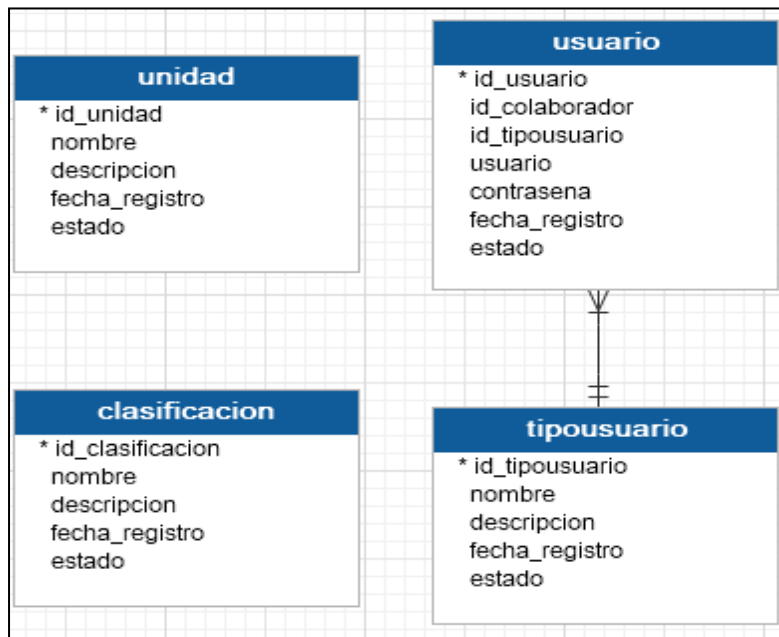 unidad
* id_unidad
nombre
descripcion
fecha_registro
estado
usuario
* id_usuario
id_colaborador
id_tipousuario
usuario
contrasena
fecha_registro
estado
clasificacion
* id_clasificacion
nombre
descripcion
fecha_registro
estado
tipousuario
* id_tipousuario
nombre
descripcion
fecha_registro
estado